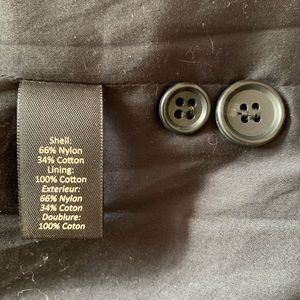 Shell:
66% Nylon
34% Cotton
Lining:
100% Cotton
Exterieur:
66% Nylon
34% Coton
Doublure:
100% Coton